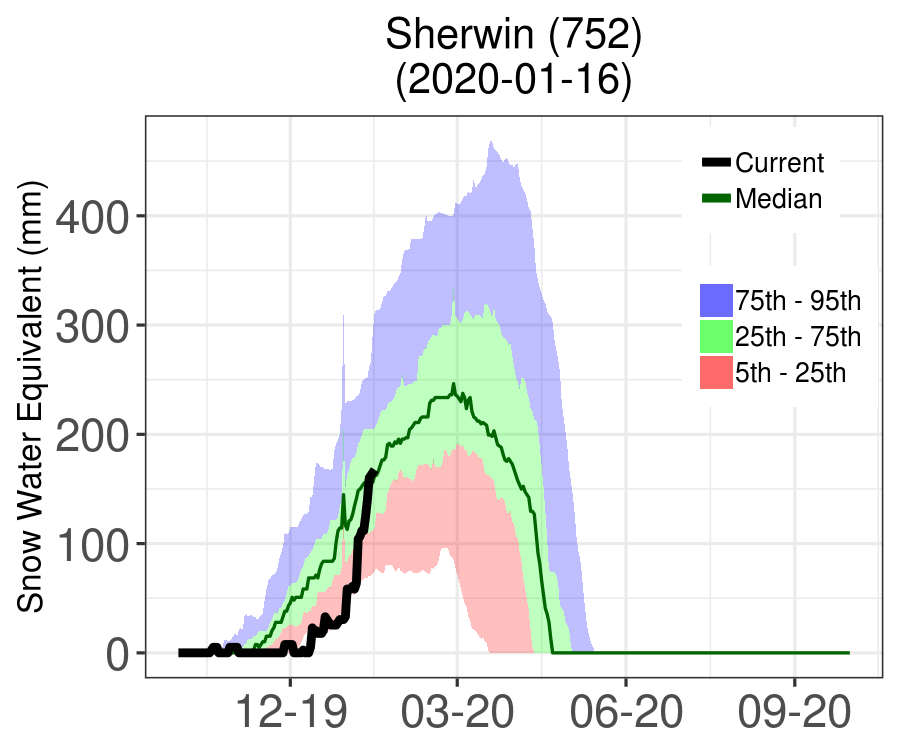 Sherwin (752)
(2020-01-16)
Snow Water Equivalent (mm)
400
300
200
100
0
Current
Median
75th - 95th
25th - 75th
5th - 25th
12-19 03-20 06-20 09-20